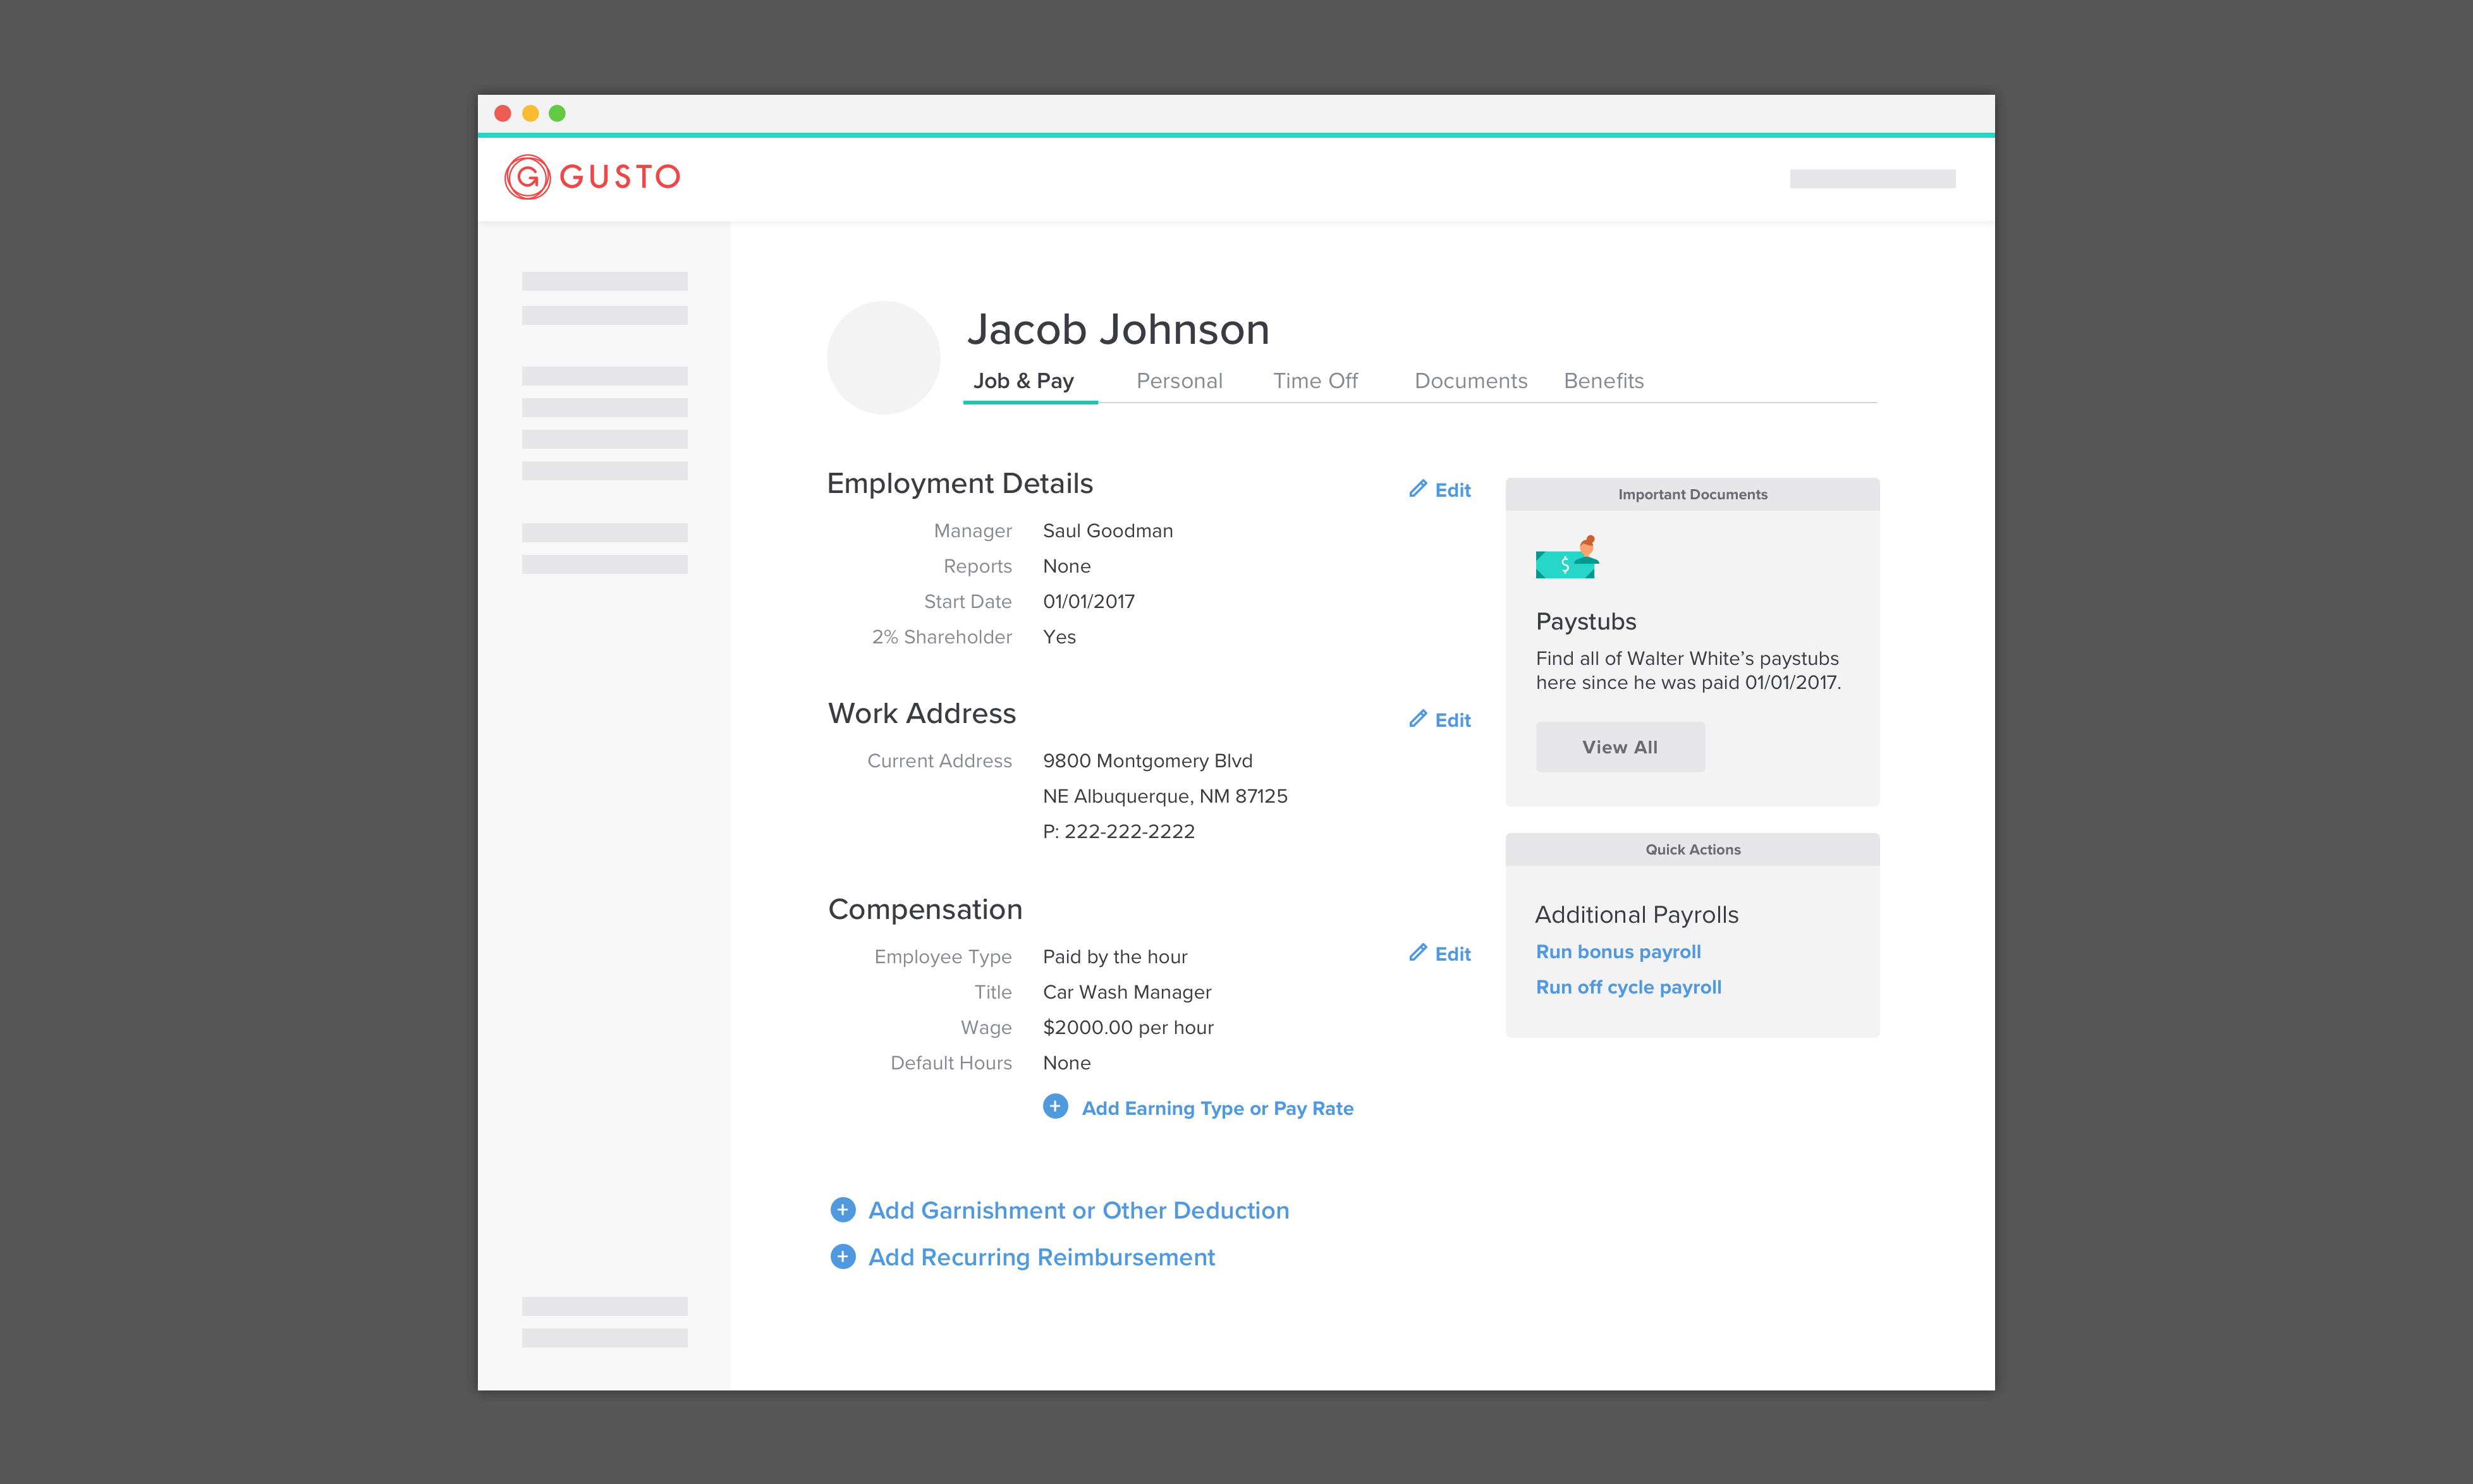 G GUSTO
Jacob Johnson
Job & Pay Personal Time Off Documents Benefits
Employment Details
Edit
Manager Saul Goodman
Reports None
Start Date 01/01/2017
2% Shareholder Yes
Work Address
Edit
Current Address 9800 Montgomery Blvd
NE Albuquerque, NM 87125
P: 222-222-2222
Compensation
Edit
Employee Type Paid by the hour
Title Car Wash Manager
Wage $2000.00 per hour
Default Hours None
+ Add Earning Type or Pay Rate
+ Add Garnishment or Other Deduction
+ Add Recurring Reimbursement
Important Documents
$
Paystubs
Find all of Walter White’s paystubs
here since he was paid 01/01/2017.
View All
Quick Actions
Additional Payrolls
Run bonus payroll
Run off cycle payroll